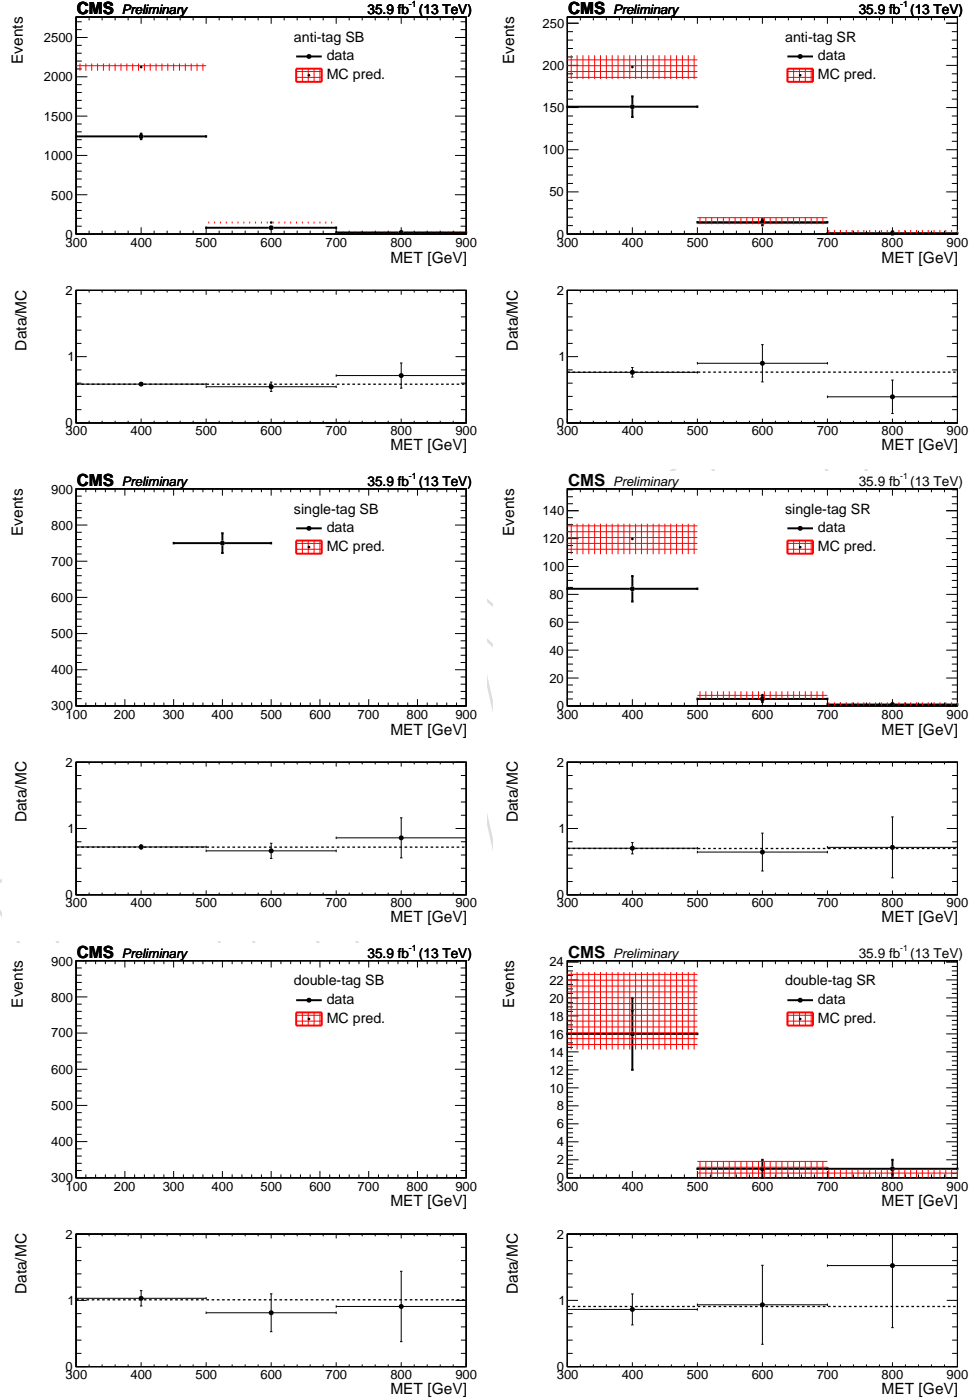 CMS Preliminary 35.9 fb-1 (13 TeV)
Events
anti-tag SB
data
MC pred.
2500
2000
1500
1000
500
0
300 400 500 600 700 800 900
MET [GeV]
Data/MC
2
1
0
300 400 500 600 700 800 900
MET [GeV]
CMS Preliminary 35.9 fb-1 (13 TeV)
Events
anti-tag SR
data
MC pred.
250
200
150
100
50
0
300 400 500 600 700 800 900
MET [GeV]
Data/MC
2
1
0
300 400 500 600 700 800 900
MET [GeV]
CMS Preliminary 35.9 fb-1 (13 TeV)
Events
single-tag SB
data
MC pred.
900
800
700
600
500
400
300
100 200 300 400 500 600 700 800 900
MET [GeV]
Data/MC
2
1
0
300 400 500 600 700 800 900
MET [GeV]
CMS Preliminary 35.9 fb-1 (13 TeV)
Events
single-tag SR
data
MC pred.
140
120
100
80
60
40
20
0
300 400 500 600 700 800 900
MET [GeV]
Data/MC
2
1
0
300 400 500 600 700 800 900
MET [GeV]
CMS Preliminary 35.9 fb-1 (13 TeV)
Events
double-tag SB
data
MC pred.
900
800
700
600
500
400
300
100 200 300 400 500 600 700 800 900
MET [GeV]
Data/MC
2
1
0
300 400 500 600 700 800 900
MET [GeV]
CMS Preliminary 35.9 fb-1 (13 TeV)
Events
double-tag SR
data
MC pred.
24
22
20
18
16
14
12
10
8
6
4
2
0
300 400 500 600 700 800 900
MET [GeV]
Data/MC
2
1
0
300 400 500 600 700 800 900
MET [GeV]